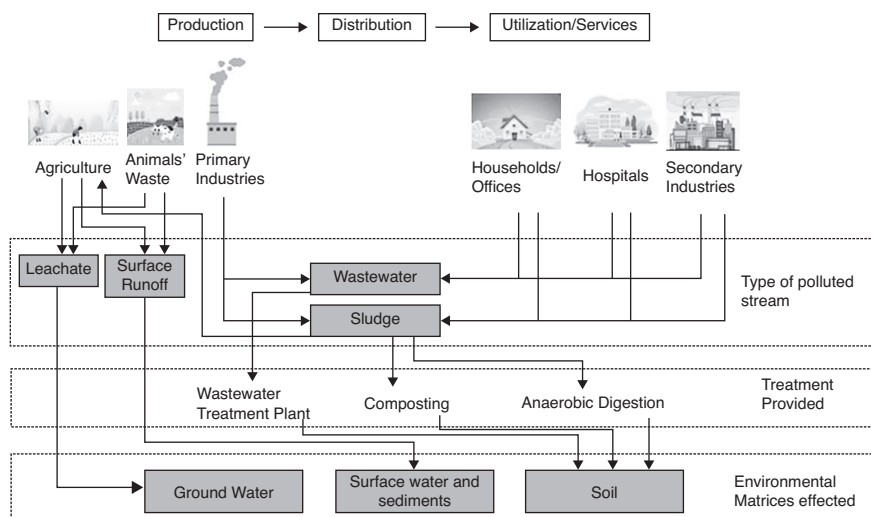 Production
Distribution
Utilization/Services
Agriculture
Animals'
Waste
Primary
Industries
Households/
Offices
Hospitals
Secondary
Industries
Leachate
Surface
Runoff
Wastewater
Sludge
Type of polluted
stream
Wastewater
Treatment Plant
Composting
Anaerobic Digestion
Treatment
Provided
Ground Water
Surface water and
sediments
Soil
Environmental
Matrices effected